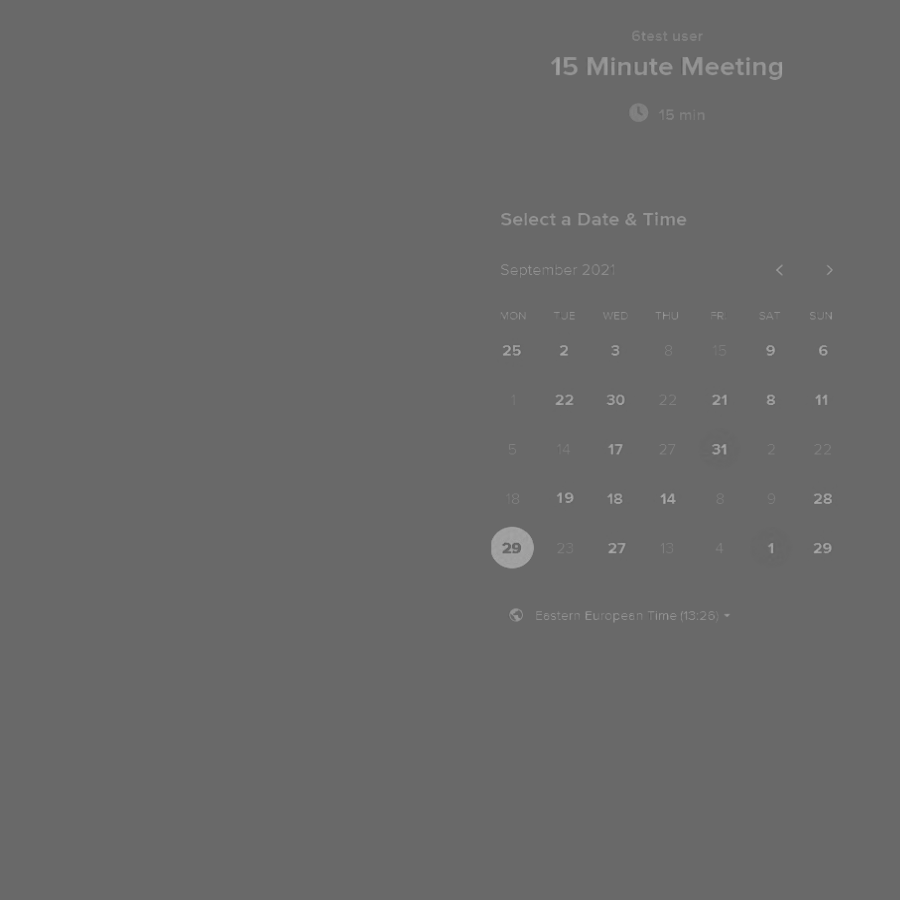 6test user
15 Minute Meeting
15 min
Select a Date & Time
September 2021
MON TUE WED THU FRI SAT SUN
25 2 3 8 15 9 6
1 22 30 22 21 8 11
5 14 17 27 31 2 22
18 19 18 14 8 9 28
29 23 27 13 4 1 29
Eastern European Time (13:26)